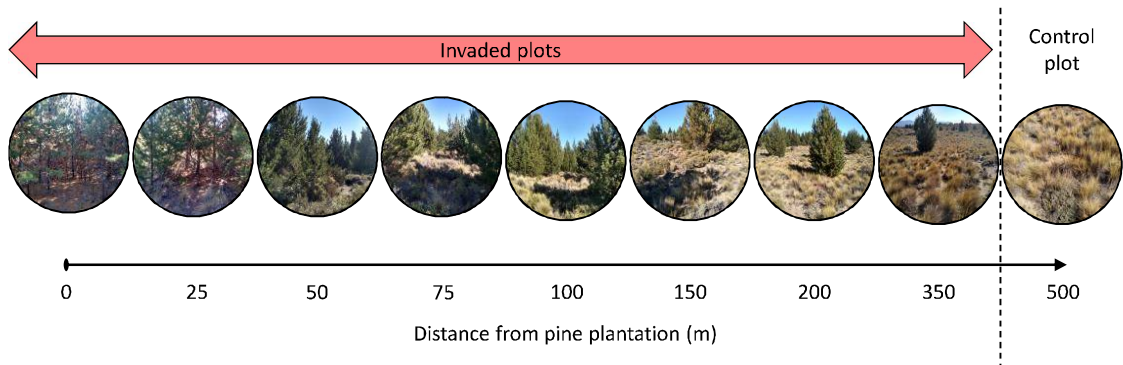 Invaded plots
Control
plot
0 25 50 75 100 150 200 350 500
Distance from pine plantation (m)